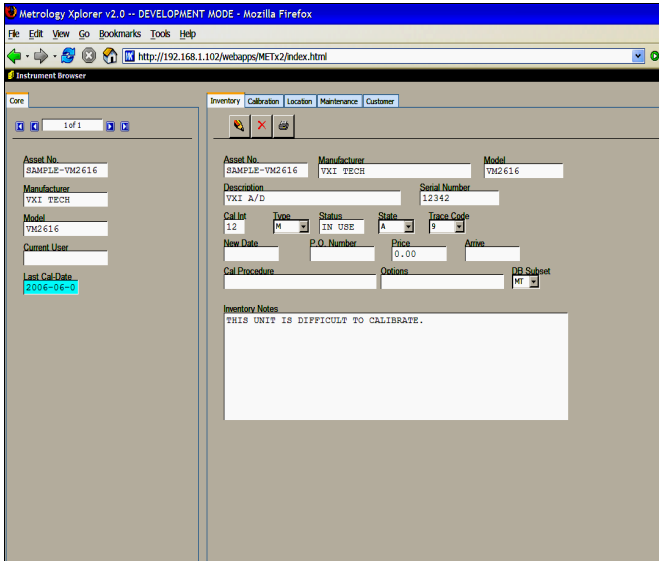 Metrology Xplorer v2.0 -- DEVELOPMENT MODE - Mozilla Firefox
File Edit View Go Bookmarks Tools Help
http://192.168.1.102/webapps/METx2/index.html
Instrument Browser
Core
1 of 1
Asset No.
SAMPLE-VM2616
Manufacturer
VXI TECH
Model
VM2616
Current User
Last Cal-Date
2006-06-0
Inventory Calibration Location Maintenance Customer
Asset No. Manufacturer Model
SAMPLE-VM2616 VXI TECH VM2616
Description Serial Number
VXI A/D 12342
Cal Int Type Status State Trace Code
12 M IN USE A 9
New Date P.O. Number Price Arrive
0.00
Cal Procedure Options DB Subset
MT
Inventory Notes
THIS UNIT IS DIFFICULT TO CALIBRATE.